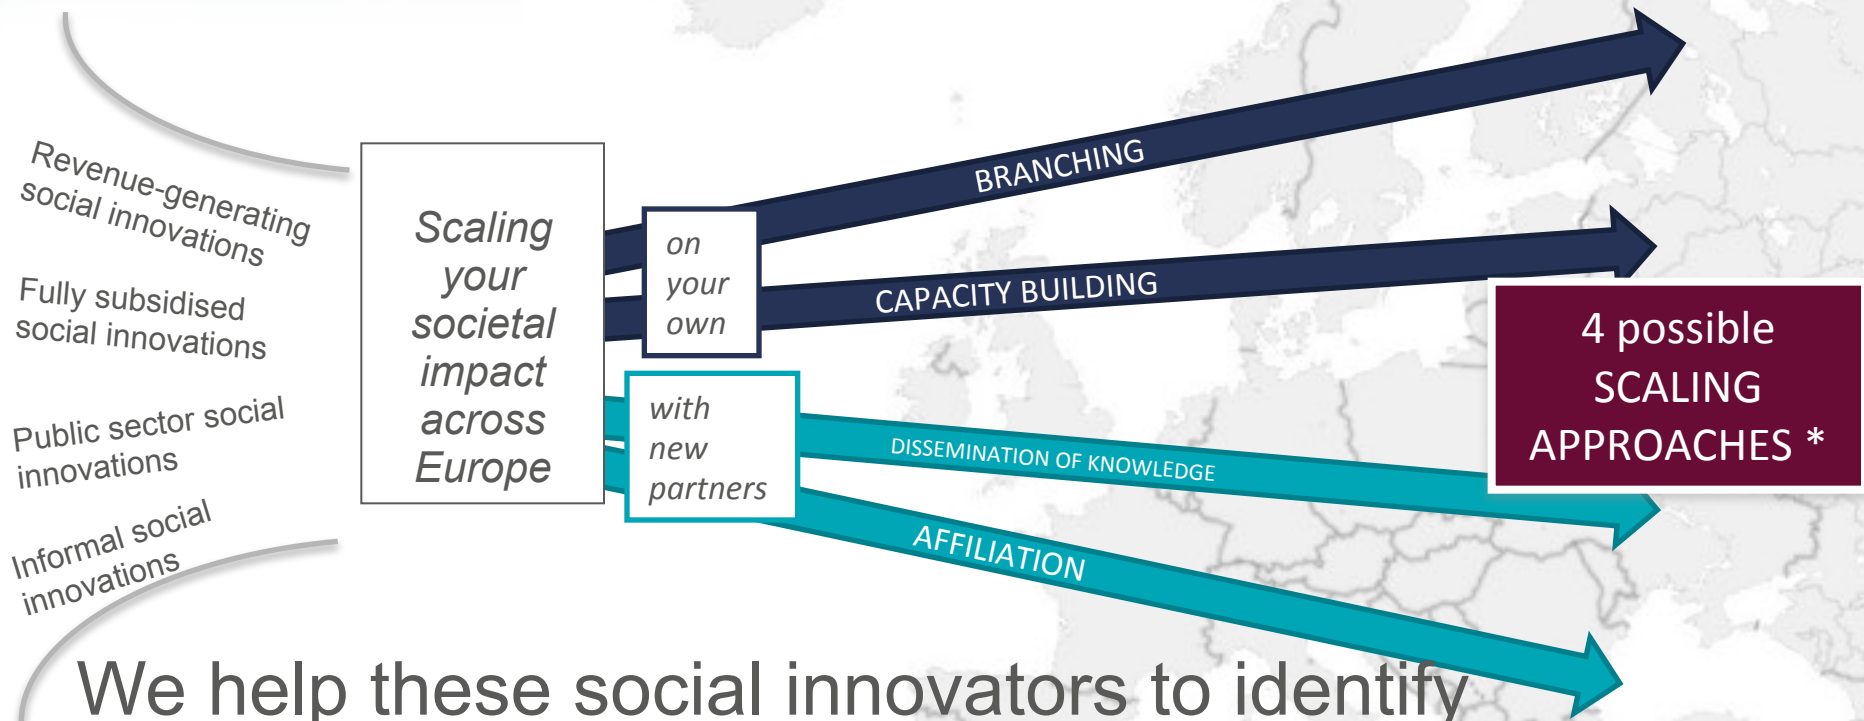 Revenue-generating
social innovations
Fully subsidised
social innovations
Public sector social
innovations
Informal social
innovations
Scaling
your
societal
impact
across
Europe
on
your
own
with
new
partners
BRANCHING
CAPACITY BUILDING
DISSEMINATION OF KNOWLEDGE
AFFILIATION
4 possible
SCALING
APPROACHES *
We help these social innovators to identify